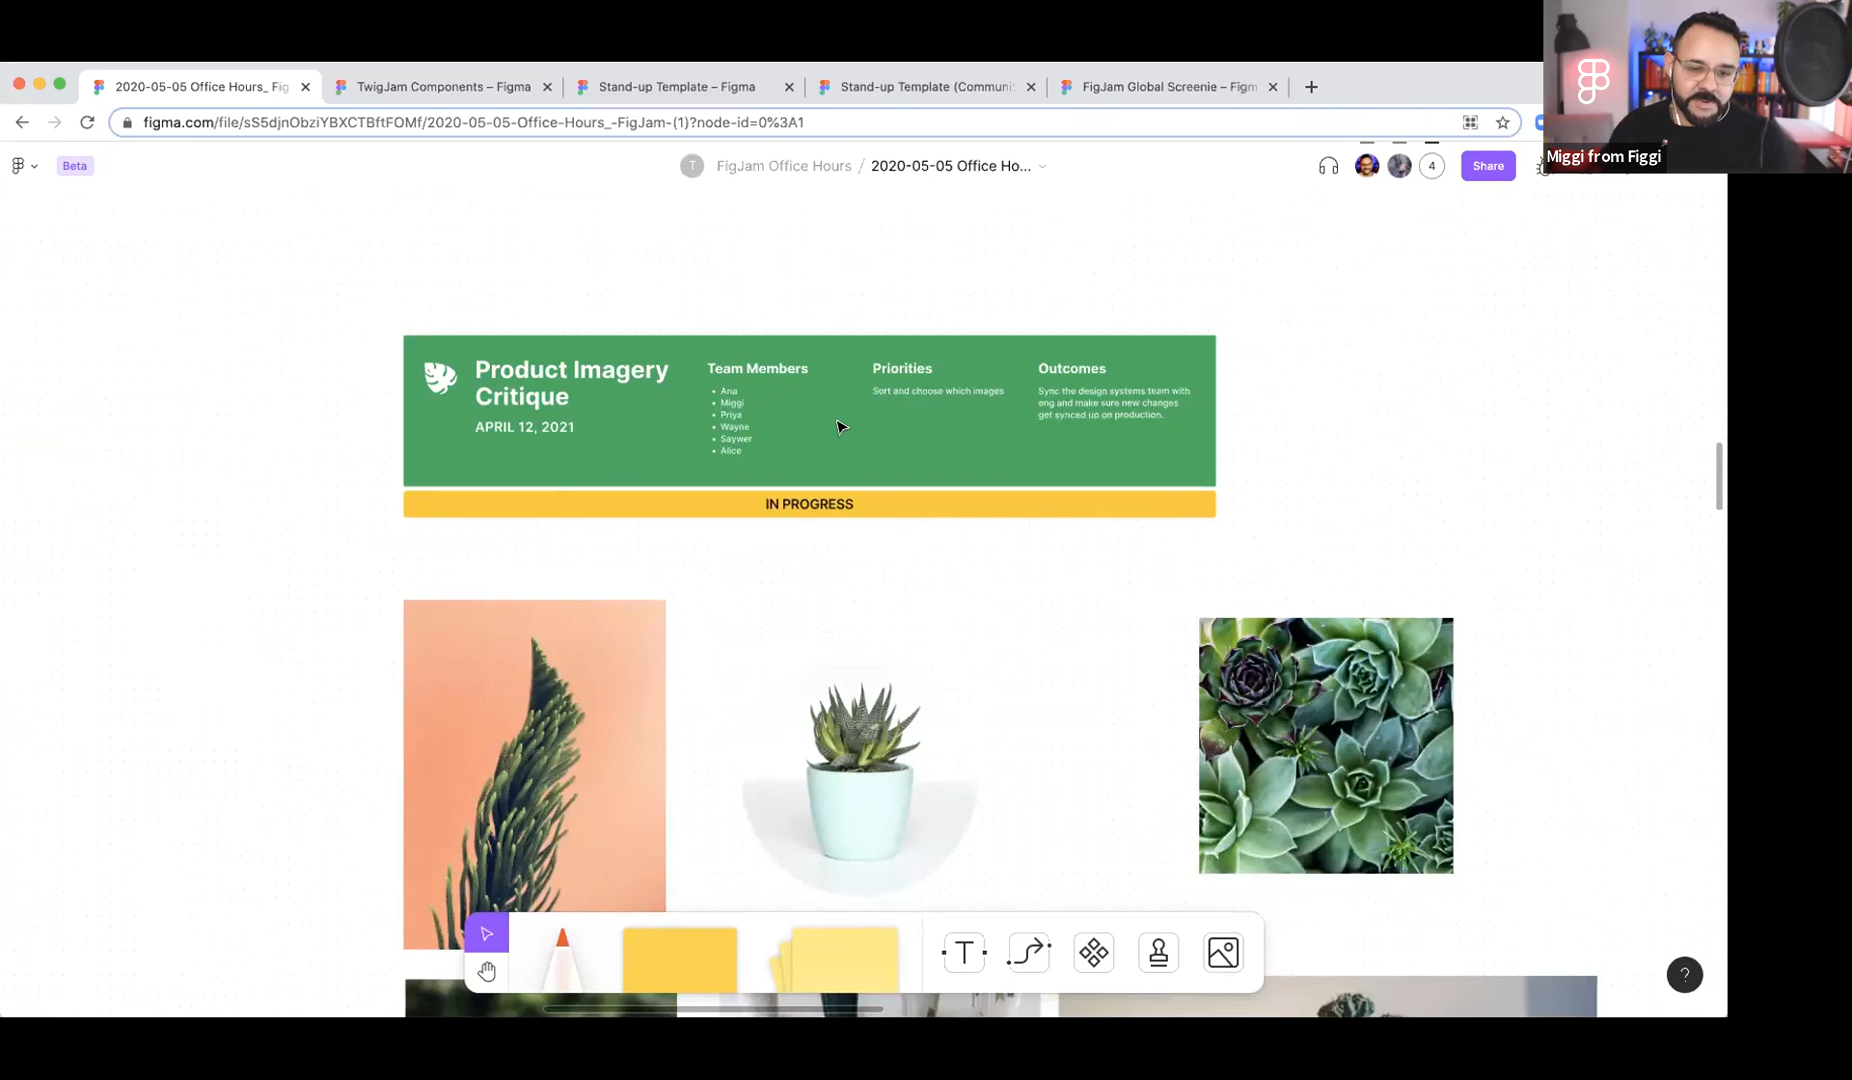 2020-05-05 Office Hours_ Fig
TwigJam Components – Figma
Stand-up Template – Figma
Stand-up Template (Communi
FigJam Global Screenie – Figm
figma.com/file/sS5djnObziYBXCTBftFOMf/2020-05-05-Office-Hours_-FigJam-(1)?node-id=0%3A1
Miggi from Figgi
Beta
T
FigJam Office Hours / 2020-05-05 Office Ho...
4
Share
Product Imagery
Critique
APRIL 12, 2021
Team Members
• Ana
• Miggi
• Priya
• Wayne
• Saywer
• Alice
Priorities
Sort and choose which images
Outcomes
Sync the design systems team with
eng and make sure new changes
get synced up on production.
IN PROGRESS
T
?